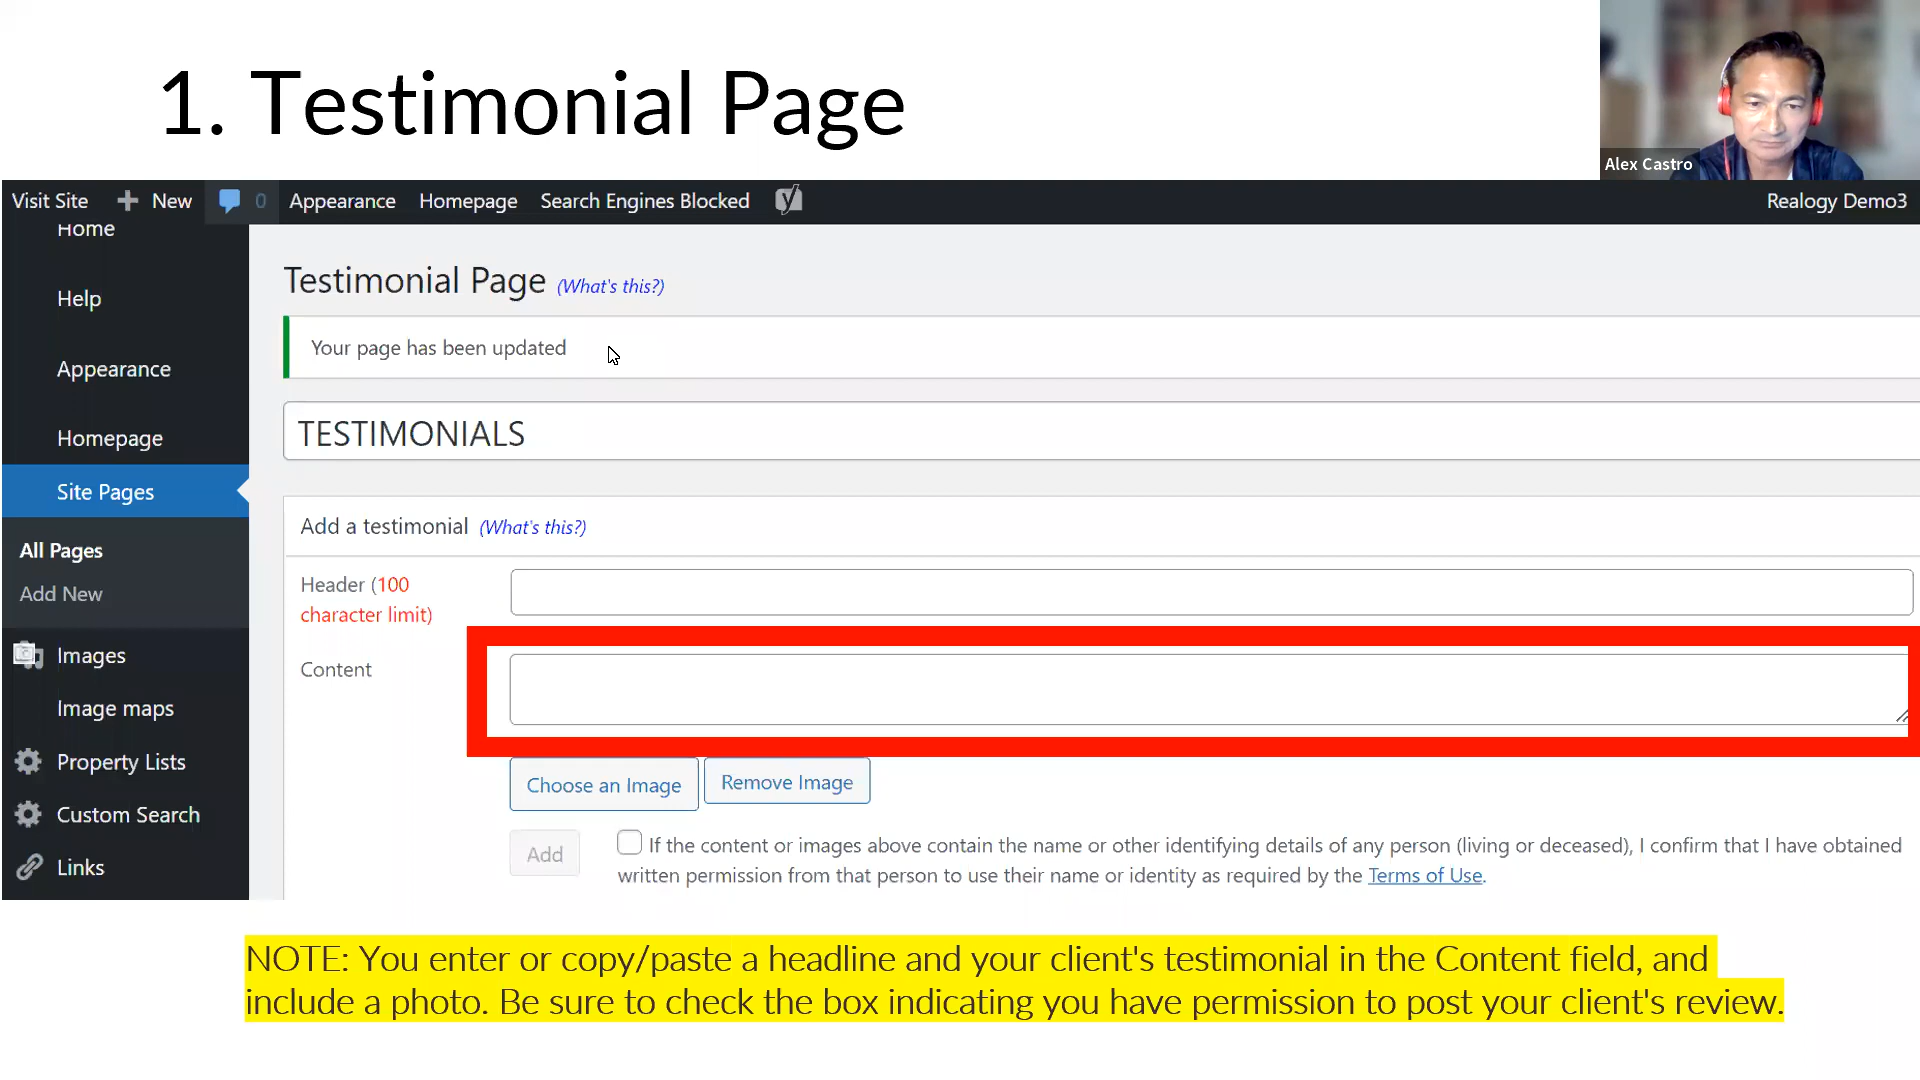 1. Testimonial Page
Alex Castro
Visit Site + New 0 Appearance Homepage Search Engines Blocked Realogy Demo3
Home
Help
Appearance
Homepage
Site Pages
All Pages
Add New
Images
Image maps
Property Lists
Custom Search
Links
Testimonial Page (What's this?)
Your page has been updated
TESTIMONIALS
Add a testimonial (What's this?)
Header (100
character limit)
Content
Choose an Image Remove Image
Add
If the content or images above contain the name or other identifying details of any person (living or deceased), I confirm that I have obtained
written permission from that person to use their name or identity as required by the Terms of Use.
NOTE: You enter or copy/paste a headline and your client's testimonial in the Content field, and
include a photo. Be sure to check the box indicating you have permission to post your client's review.